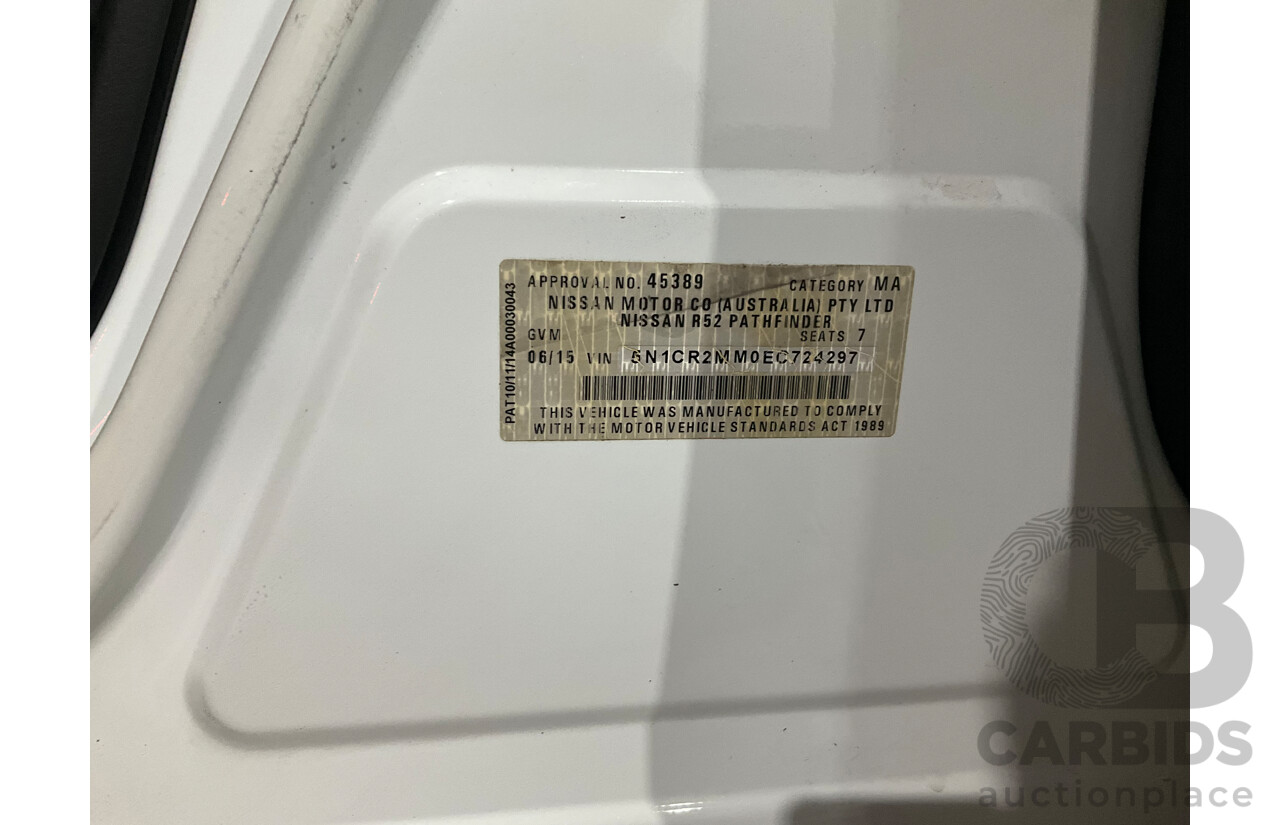 APPROVAL NO. 45389 CATEGORY MA
NISSAN MOTOR CO (AUSTRALIA) PTY LTD
NISSAN R52 PATHFINDER
GVM SEATS 7
06/15 VIN 5N1CR2MM0EC724297
THIS VEHICLE WAS MANUFACTURED TO COMPLY
WITH THE MOTOR VEHICLE STANDARDS ACT 1989
PAT10/11/14A00030043
CB
CARBIDS
auctionplace